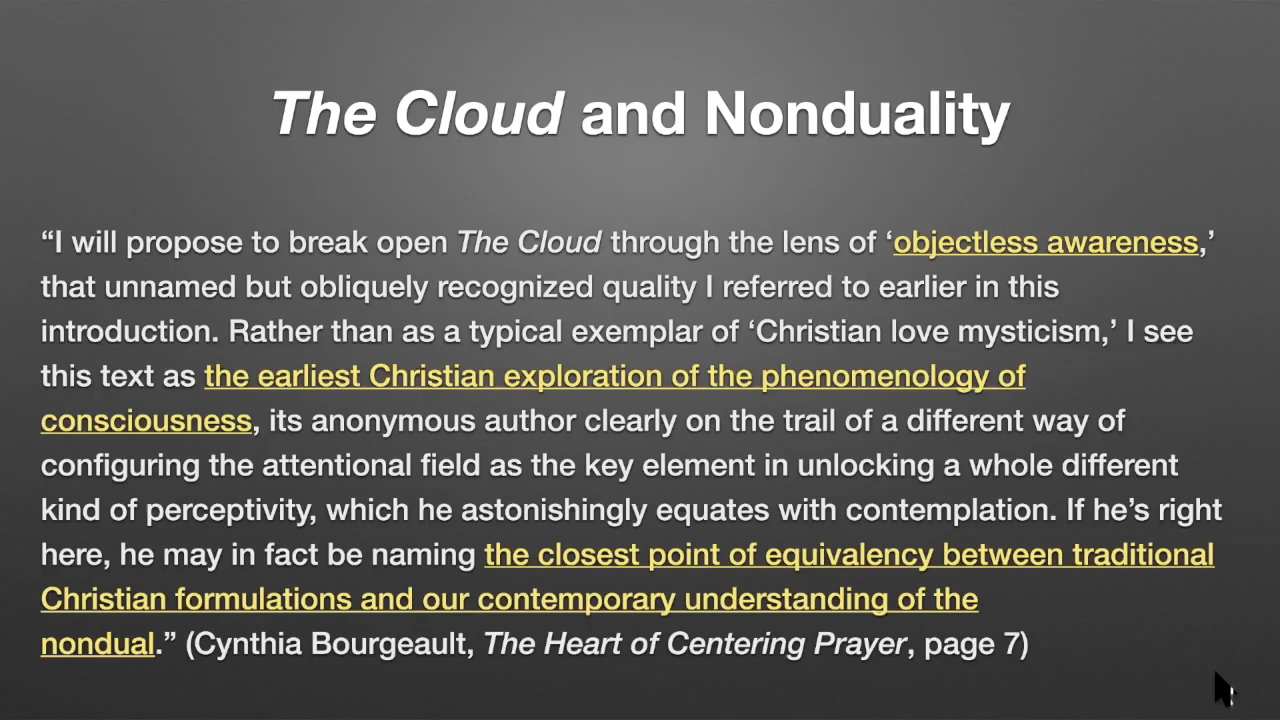 The Cloud and Nonduality
“I will propose to break open The Cloud through the lens of ‘objectless awareness,’
that unnamed but obliquely recognized quality I referred to earlier in this
introduction. Rather than as a typical exemplar of ‘Christian love mysticism,’ I see
this text as the earliest Christian exploration of the phenomenology of
consciousness, its anonymous author clearly on the trail of a different way of
configuring the attentional field as the key element in unlocking a whole different
kind of perceptivity, which he astonishingly equates with contemplation. If he’s right
here, he may in fact be naming the closest point of equivalency between traditional
Christian formulations and our contemporary understanding of the
nondual.” (Cynthia Bourgeault, The Heart of Centering Prayer, page 7)